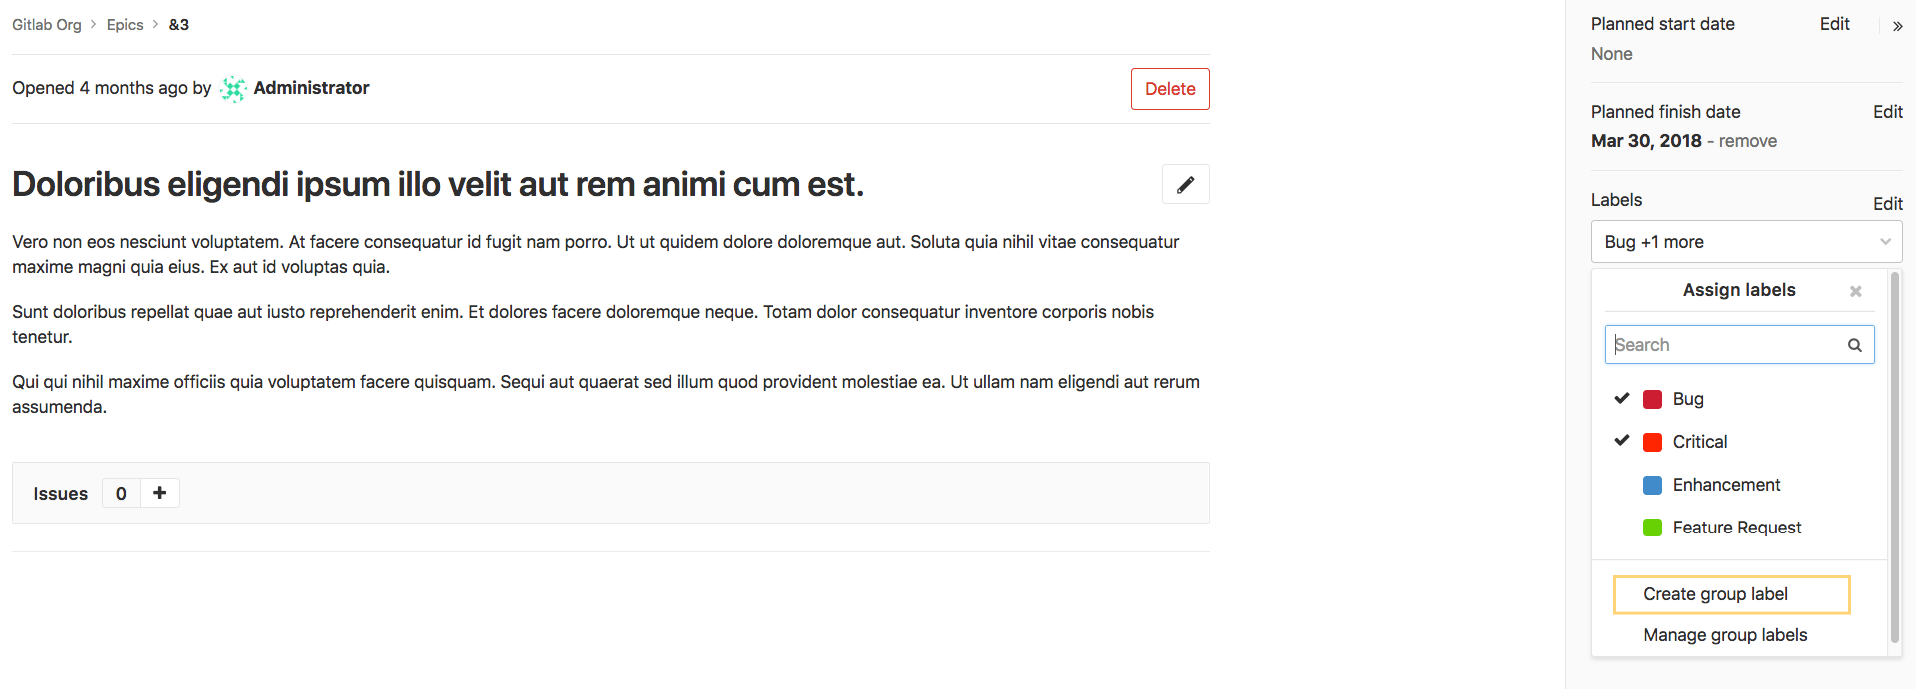 Gitlab Org > Epics > &3
Opened 4 months ago by Administrator
Delete
Doloribus eligendi ipsum illo velit aut rem animi cum est.
Vero non eos nesciunt voluptatem. At facere consequatur id fugit nam porro. Ut ut quidem dolore doloremque aut. Soluta quia nihil vitae consequatur
maxime magni quia eius. Ex aut id voluptas quia.
Sunt doloribus repellat quae aut iusto reprehenderit enim. Et dolores facere doloremque neque. Totam dolor consequatur inventore corporis nobis
tenetur.
Qui qui nihil maxime officiis quia voluptatem facere quisquam. Sequi aut quaerat sed illum quod provident molestiae ea. Ut ullam nam eligendi aut rerum
assumenda.
Issues 0 +
Planned start date Edit »
None
Planned finish date Edit
Mar 30, 2018 - remove
Labels Edit
Bug +1 more
Assign labels
Search
Bug
Critical
Enhancement
Feature Request
Create group label
Manage group labels